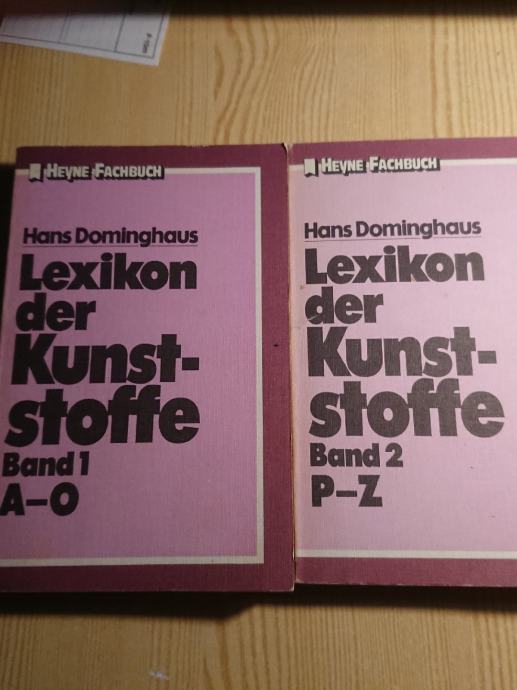 HEYNE FACHBUCH
Hans Dominghaus
Lexikon
der
Kunst-
stoffe
Band 1
A–O
HEYNE FACHBUCH
Hans Dominghaus
Lexikon
der
Kunst-
stoffe
Band 2
P–Z